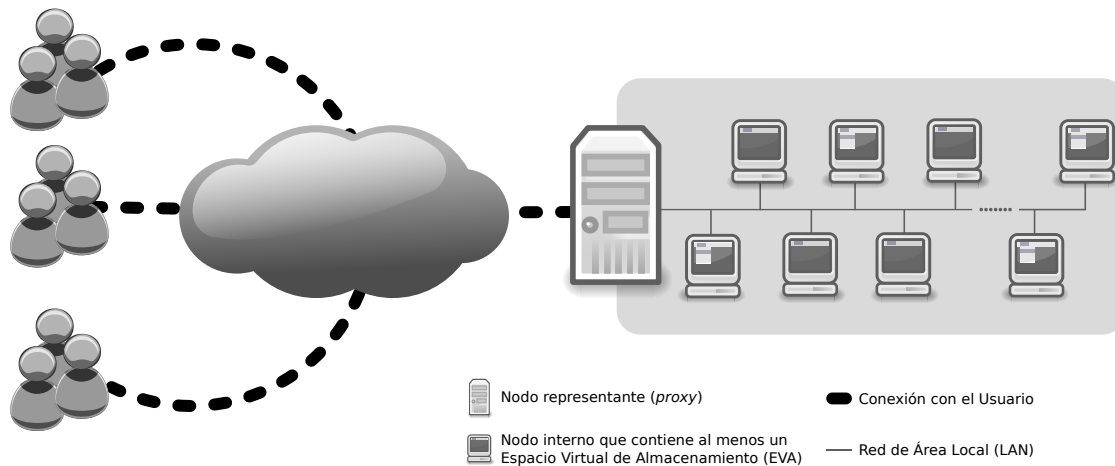 Nodo representante (proxy)
Conexión con el Usuario
Nodo interno que contiene al menos un
Espacio Virtual de Almacenamiento (EVA)
Red de Área Local (LAN)